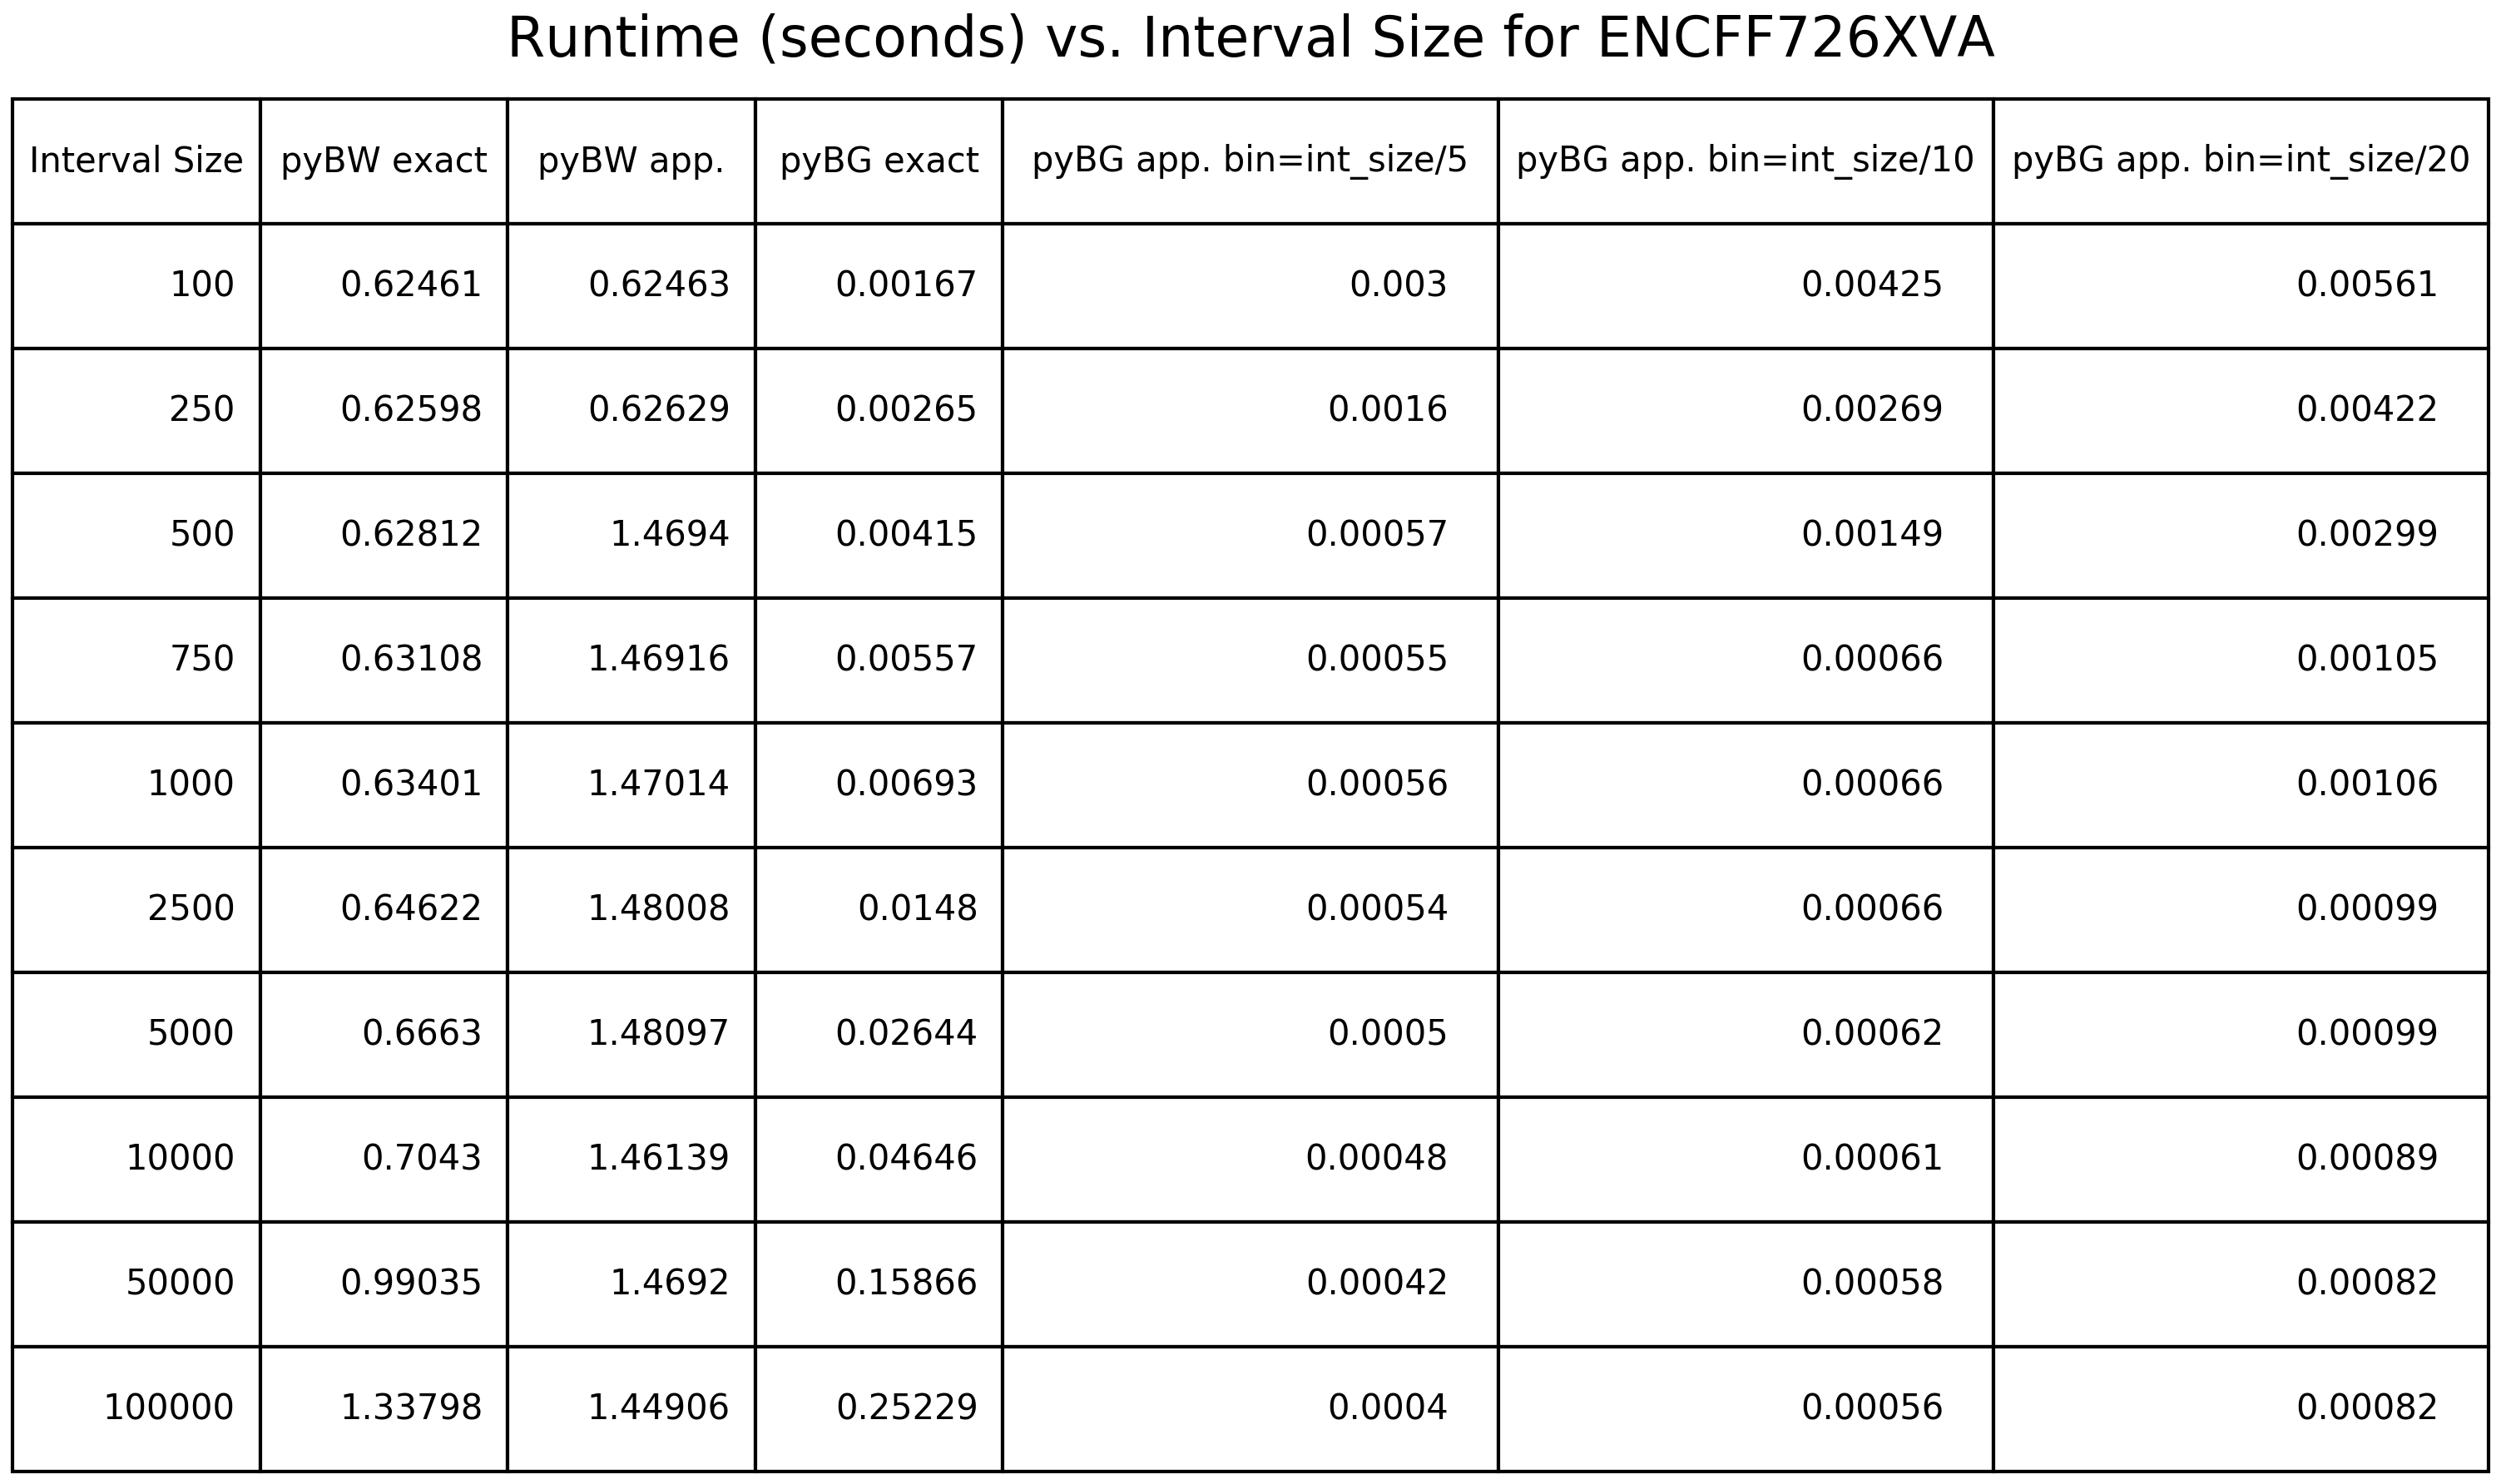 Runtime (seconds) vs. Interval Size for ENCFF726XVA
Interval Size pyBW exact pyBW app. pyBG exact pyBG app. bin=int_size/5 pyBG app. bin=int_size/10 pyBG app. bin=int_size/20
100 0.62461 0.62463 0.00167 0.003 0.00425 0.00561
250 0.62598 0.62629 0.00265 0.0016 0.00269 0.00422
500 0.62812 1.4694 0.00415 0.00057 0.00149 0.00299
750 0.63108 1.46916 0.00557 0.00055 0.00066 0.00105
1000 0.63401 1.47014 0.00693 0.00056 0.00066 0.00106
2500 0.64622 1.48008 0.0148 0.00054 0.00066 0.00099
5000 0.6663 1.48097 0.02644 0.0005 0.00062 0.00099
10000 0.7043 1.46139 0.04646 0.00048 0.00061 0.00089
50000 0.99035 1.4692 0.15866 0.00042 0.00058 0.00082
100000 1.33798 1.44906 0.25229 0.0004 0.00056 0.00082